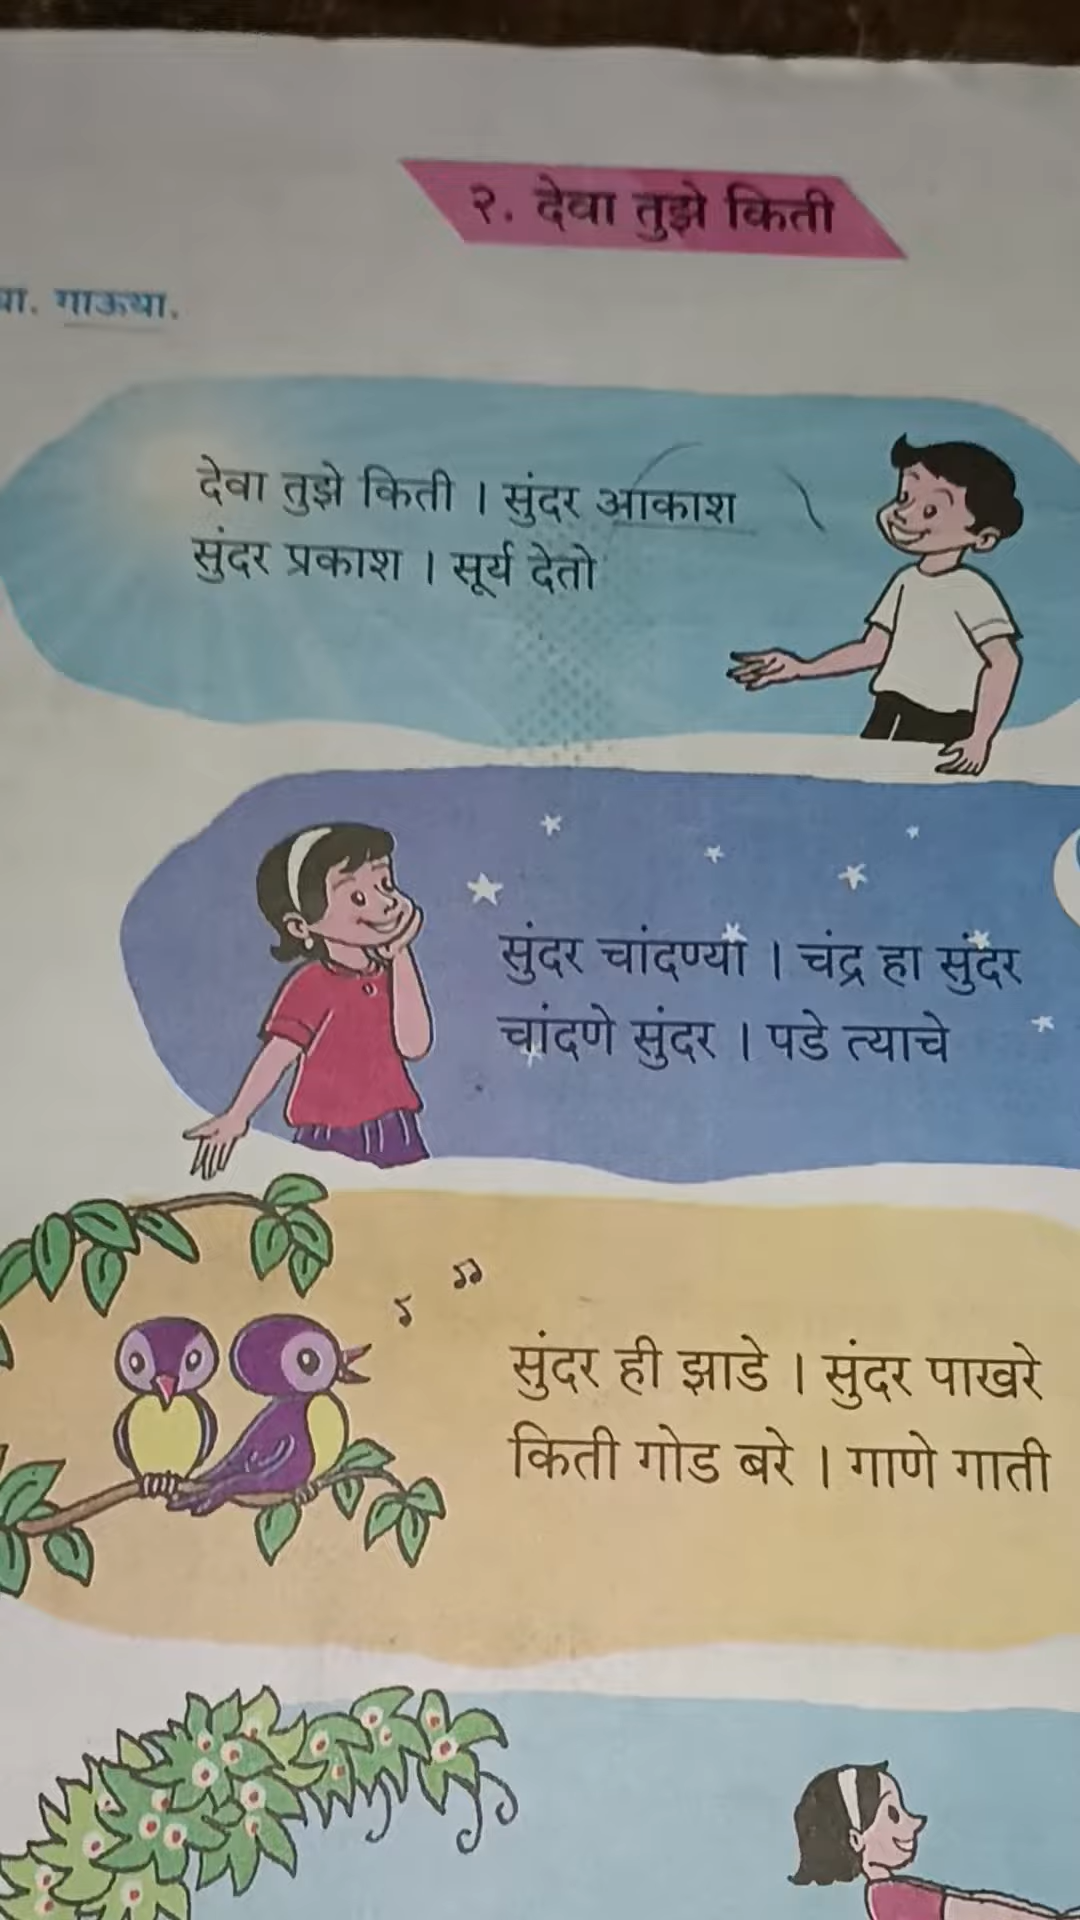 २. देवा तुझे किती
गाऊया.
देवा तुझे किती । सुंदर आकाश
सुंदर प्रकाश । सूर्य देतो
सुंदर चांदण्या । चंद्र हा सुंदर
चांदणे सुंदर । पडे त्याचे
सुंदर ही झाडे । सुंदर पाखरे
किती गोड बरे । गाणे गाती